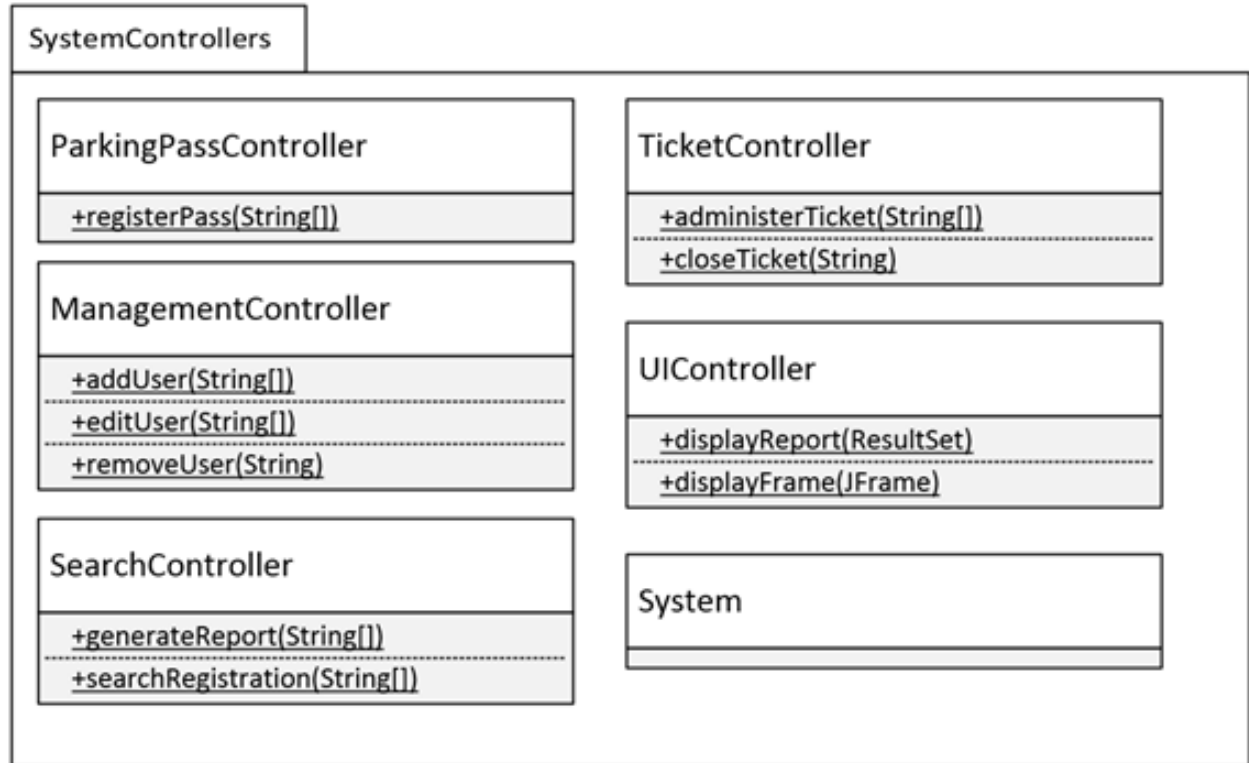 SystemControllers
ParkingPassController
+registerPass(String[])
ManagementController
+addUser(String[])
+editUser(String[])
+removeUser(String)
SearchController
+generateReport(String[])
+searchRegistration(String[])
TicketController
+administerTicket(String[])
+closeTicket(String)
UIController
+displayReport(ResultSet)
+displayFrame(JFrame)
System